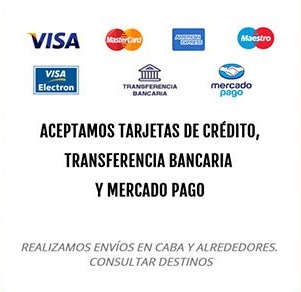 VISA
MasterCard
AMERICAN EXPRESS
Maestro
VISA Electron
TRANSFERENCIA BANCARIA
mercado pago
ACEPTAMOS TARJETAS DE CRÉDITO,
TRANSFERENCIA BANCARIA
Y MERCADO PAGO
REALIZAMOS ENVÍOS EN CABA Y ALREDEDORES.
CONSULTAR DESTINOS